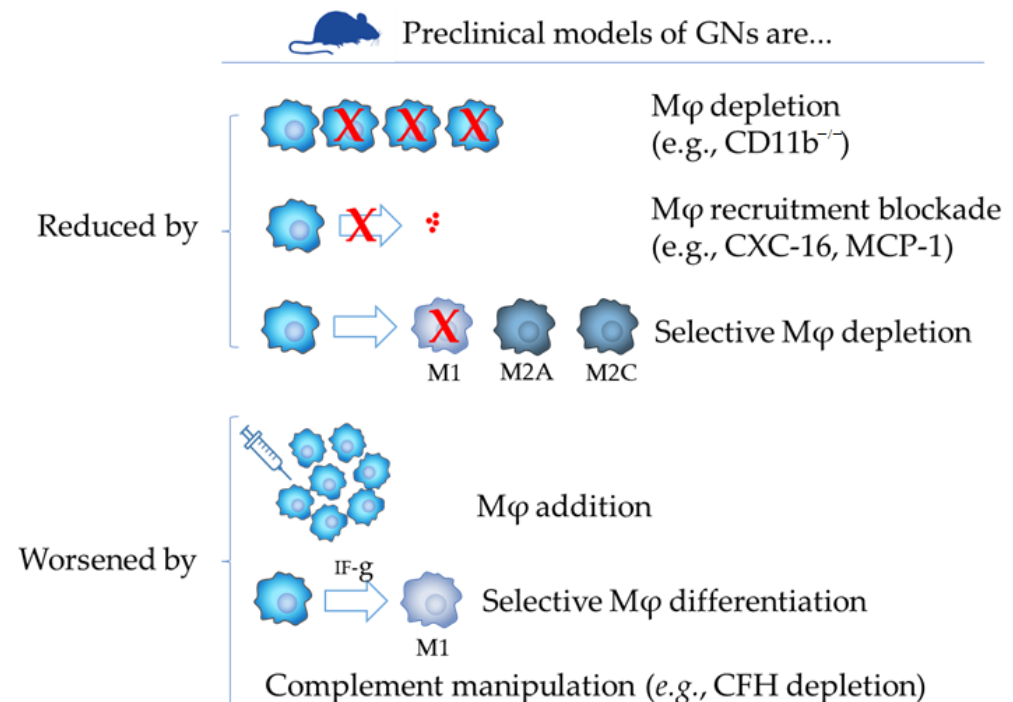 Preclinical models of GNs are...
Mφ depletion
(e.g., CD11b⁻/⁻)
Reduced by
Mφ recruitment blockade
(e.g., CXC-16, MCP-1)
X X X
X
X
Selective Mφ depletion
M1 M2A M2C
Mφ addition
Worsened by
IF-g
Selective Mφ differentiation
M1
Complement manipulation (e.g., CFH depletion)